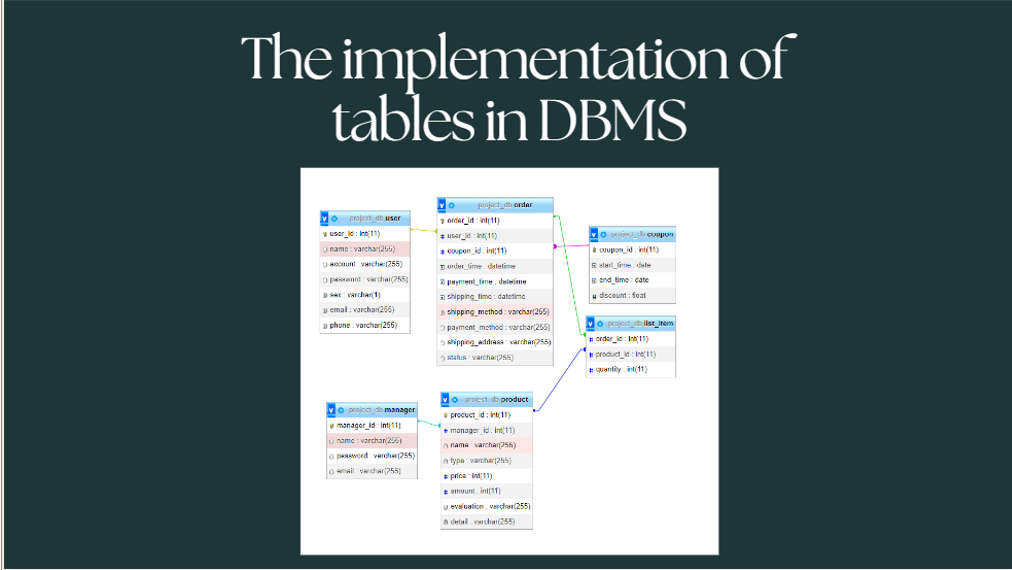 The implementation of
tables in DBMS
project_db user
user_id : int(11)
name : varchar(255)
account : varchar(255)
password : varchar(255)
sex : varchar(1)
email : varchar(255)
phone : varchar(255)
project_db order
order_id : int(11)
user_id : int(11)
coupon_id : int(11)
order_time : datetime
payment_time : datetime
shipping_time : datetime
shipping_method : varchar(255)
payment_method : varchar(255)
shipping_address : varchar(255)
status : varchar(255)
project_db coupon
coupon_id : int(11)
start_time : date
end_time : date
discount : float
project_db list_item
order_id : int(11)
product_id : int(11)
quantity : int(11)
project_db manager
manager_id : int(11)
name : varchar(255)
password : varchar(255)
email : varchar(255)
project_db product
product_id : int(11)
manager_id : int(11)
name : varchar(255)
type : varchar(255)
price : int(11)
amount : int(11)
evaluation : varchar(255)
detail : varchar(255)